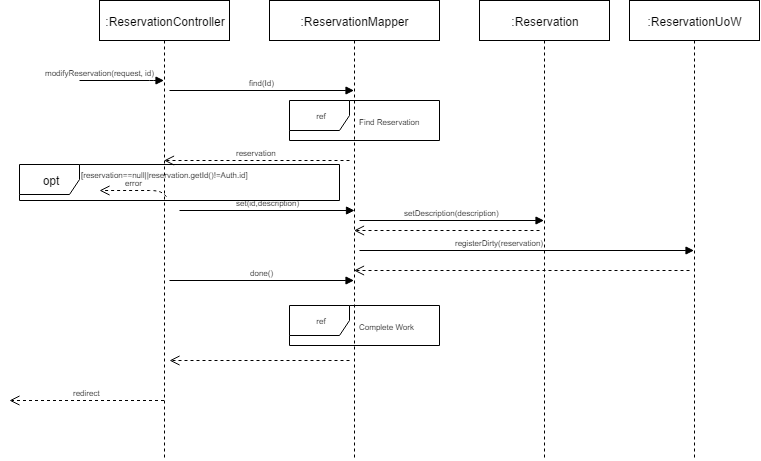 :ReservationController
:ReservationMapper
:Reservation
:ReservationUoW
modifyReservation(request, id)
find(Id)
ref
Find Reservation
reservation
opt
[reservation==null||reservation.getId()!=Auth.id]
error
set(id,description)
setDescription(description)
registerDirty(reservation)
done()
ref
Complete Work
redirect